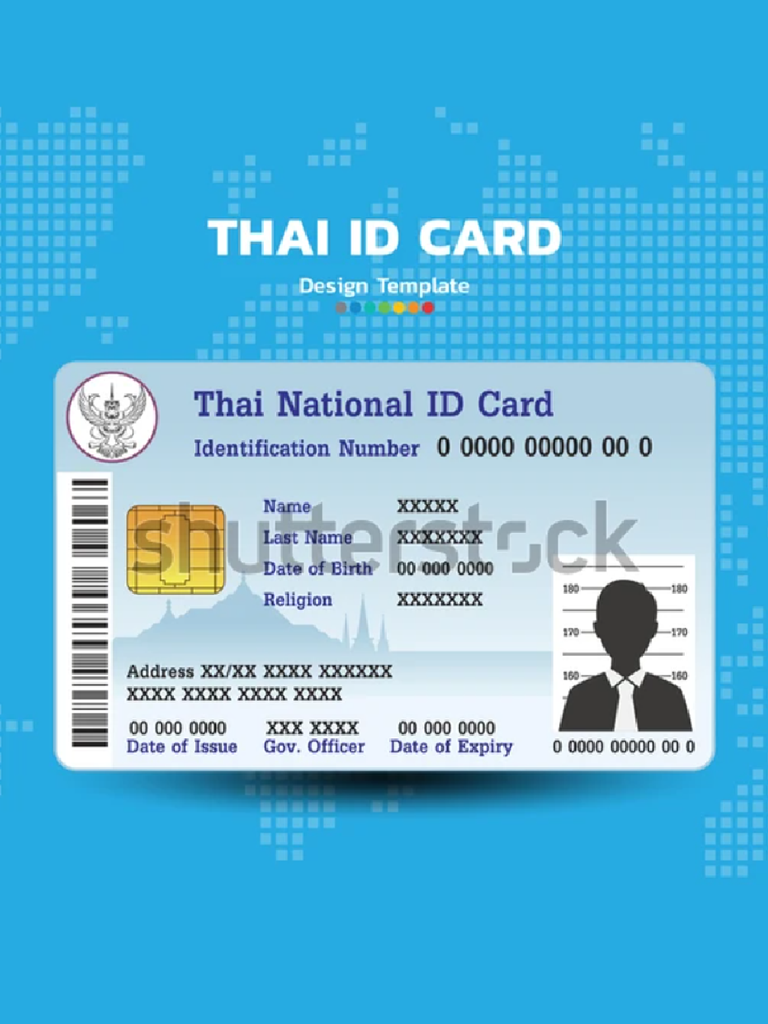 THAI ID CARD
Design Template
Thai National ID Card
Identification Number 0 0000 00000 00 0
Name XXXXX
Last Name XXXXXXX
Date of Birth 00 000 0000
Religion XXXXXXX
shutterstock
180 180
170 170
160 160
Address XX/XX XXXX XXXXXX
XXXX XXXX XXXX XXXX
00 000 0000 XXX XXXX 00 000 0000
Date of Issue Gov. Officer Date of Expiry
0 0000 00000 00 0